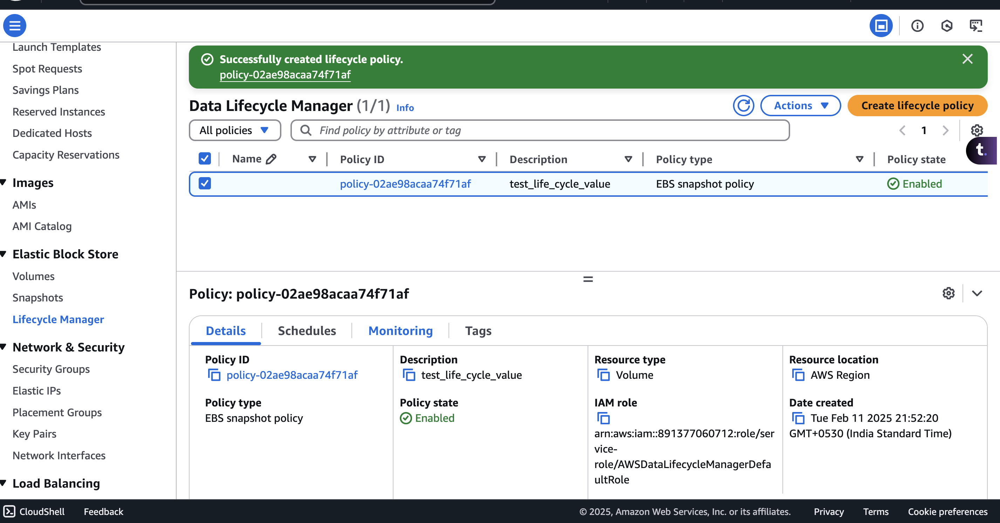 Launch Templates
Spot Requests
Savings Plans
Reserved Instances
Dedicated Hosts
Capacity Reservations
Images
AMIs
AMI Catalog
Elastic Block Store
Volumes
Snapshots
Lifecycle Manager
Network & Security
Security Groups
Elastic IPs
Placement Groups
Key Pairs
Network Interfaces
Load Balancing
Successfully created lifecycle policy.
policy-02ae98acaa74f71af
Data Lifecycle Manager (1/1) Info
Actions
Create lifecycle policy
All policies
Find policy by attribute or tag
1
t.
Name Policy ID Description Policy type Policy state
policy-02ae98acaa74f71af test_life_cycle_value EBS snapshot policy Enabled
Policy: policy-02ae98acaa74f71af
Details Schedules Monitoring Tags
Policy ID
policy-02ae98acaa74f71af
Description
test_life_cycle_value
Resource type
Volume
Resource location
AWS Region
Policy type
EBS snapshot policy
Policy state
Enabled
IAM role
arn:aws:iam::891377060712:role/ser
vice-
role/AWSDataLifecycleManagerDefa
ultRole
Date created
Tue Feb 11 2025 21:52:20
GMT+0530 (India Standard Time)
CloudShell Feedback © 2025, Amazon Web Services, Inc. or its affiliates. Privacy Terms Cookie preferences